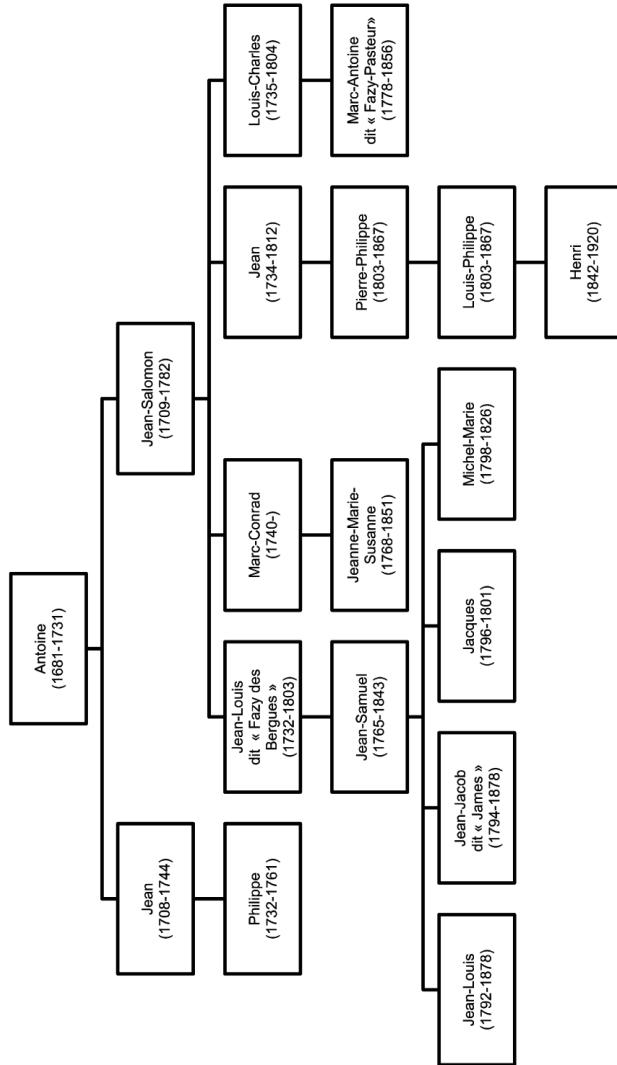 Antoine
(1681-1731)
Jean
(1708-1744)
Jean-Salomon
(1709-1782)
Philippe
(1732-1761)
Jean-Louis
dit « Fazy des
Bergues »
(1732-1803)
Marc-Conrad
(1740-)
Jean
(1734-1812)
Louis-Charles
(1735-1804)
Jean-Samuel
(1765-1843)
Jeanne-Marie-
Susanne
(1768-1851)
Pierre-Philippe
(1803-1867)
Marc-Antoine
dit « Fazy-Pasteur»
(1778-1856)
Jean-Louis
(1792-1878)
Jean-Jacob
dit « James »
(1794-1878)
Jacques
(1796-1801)
Michel-Marie
(1798-1826)
Louis-Philippe
(1803-1867)
Henri
(1842-1920)